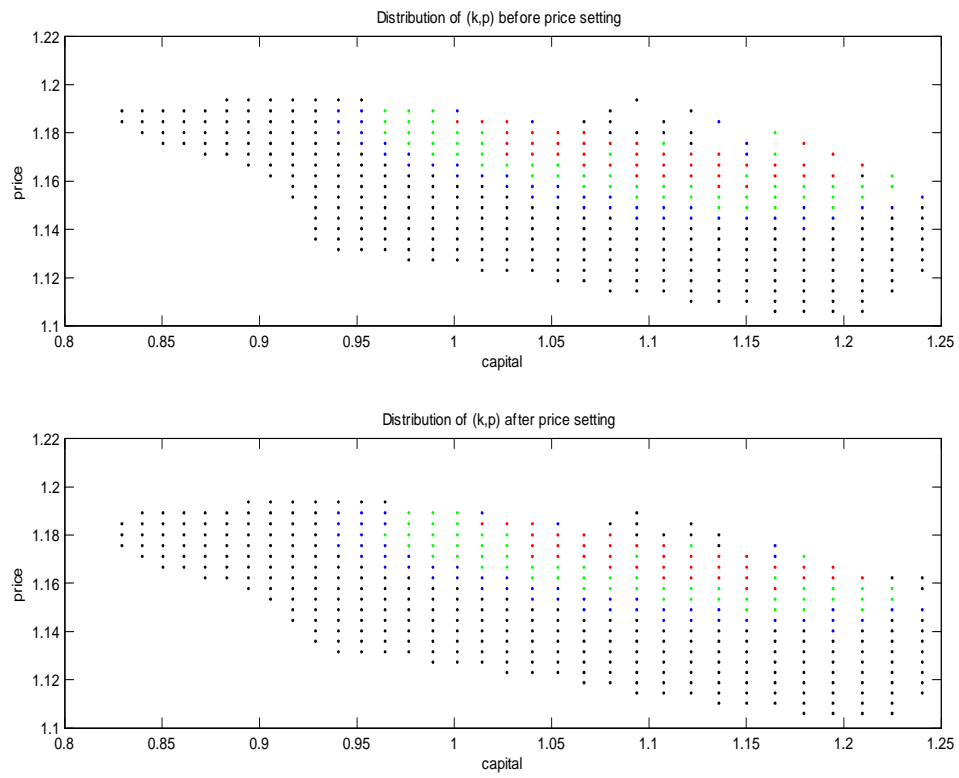 Distribution of (k,p) before price setting
1.22
1.2
1.18
1.16
1.14
1.12
1.1
price
0.8 0.85 0.9 0.95 1 1.05 1.1 1.15 1.2 1.25
capital
Distribution of (k,p) after price setting
1.22
1.2
1.18
1.16
1.14
1.12
1.1
price
0.8 0.85 0.9 0.95 1 1.05 1.1 1.15 1.2 1.25
capital